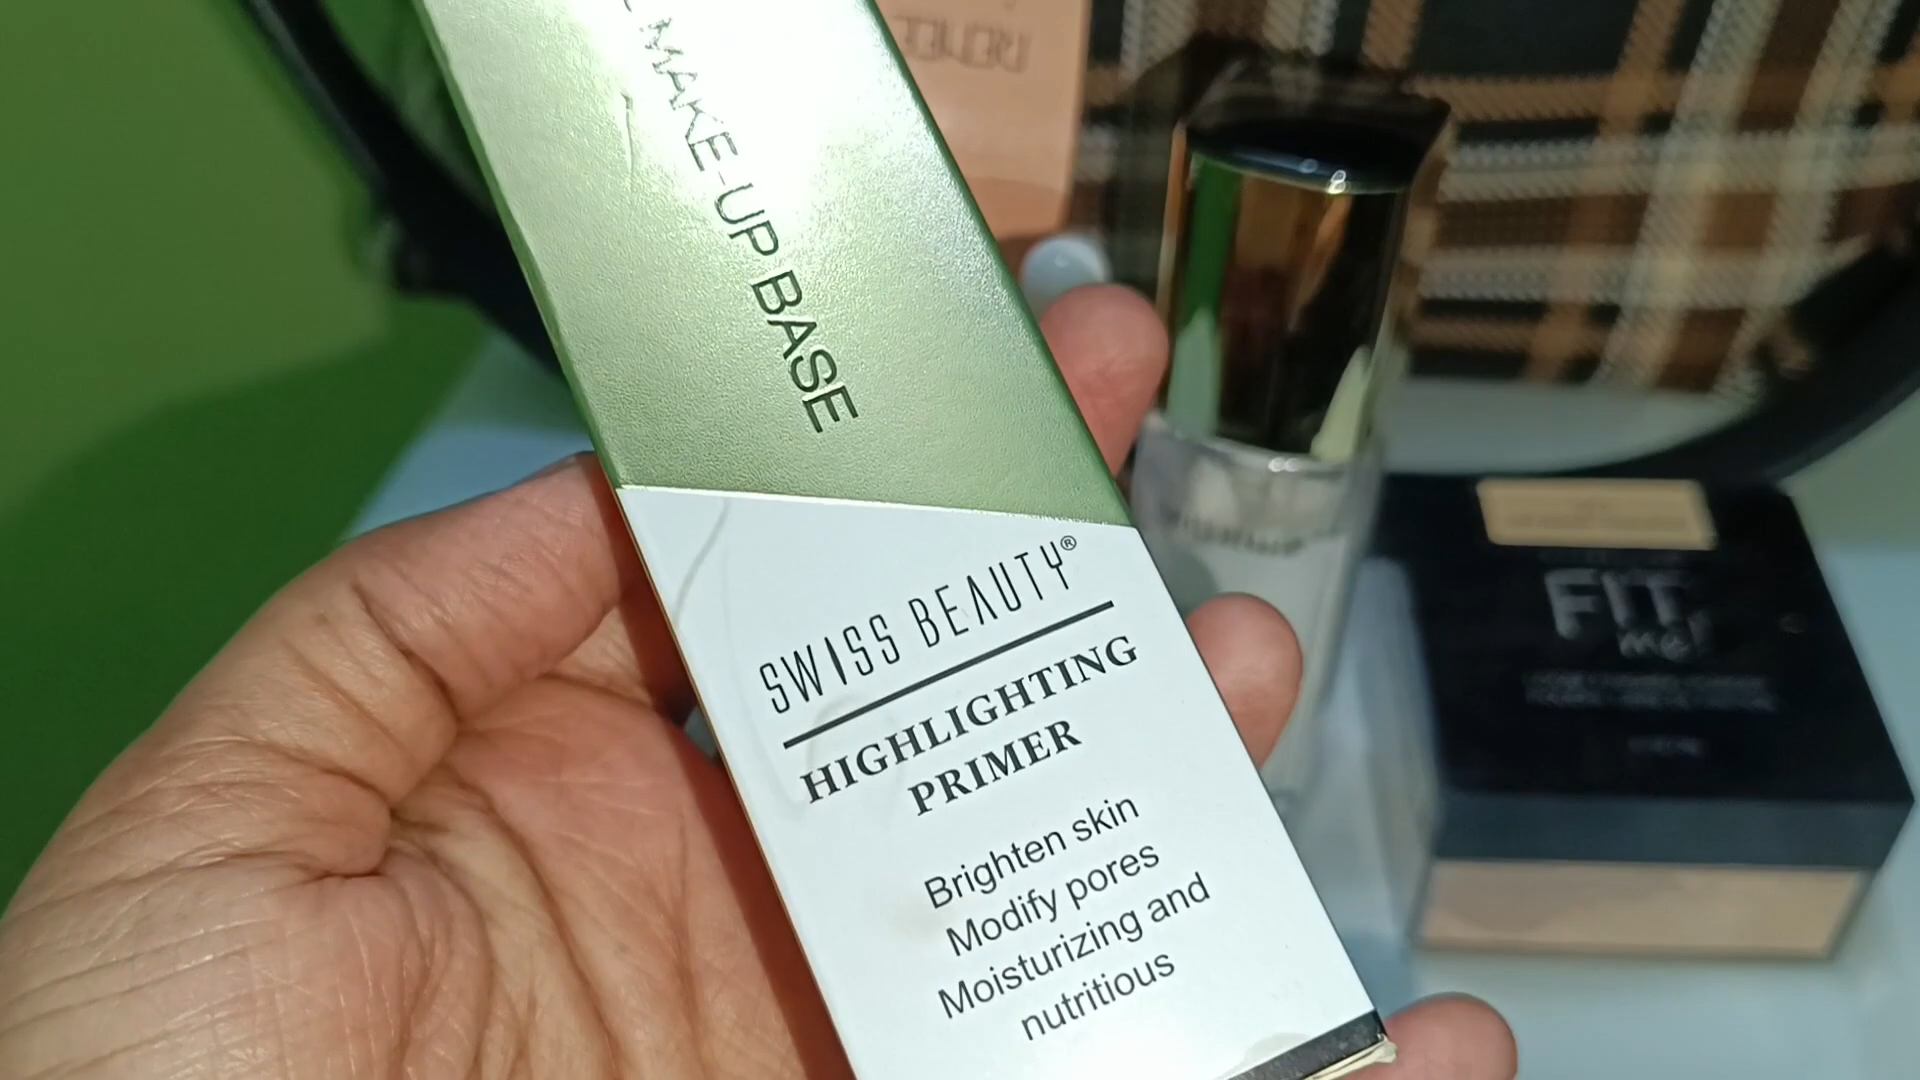 MAKE-UP BASE
SWISS BEAUTY®
HIGHLIGHTING
PRIMER
Brighten skin
Modify pores
Moisturizing and
nutritious
FIT
me!